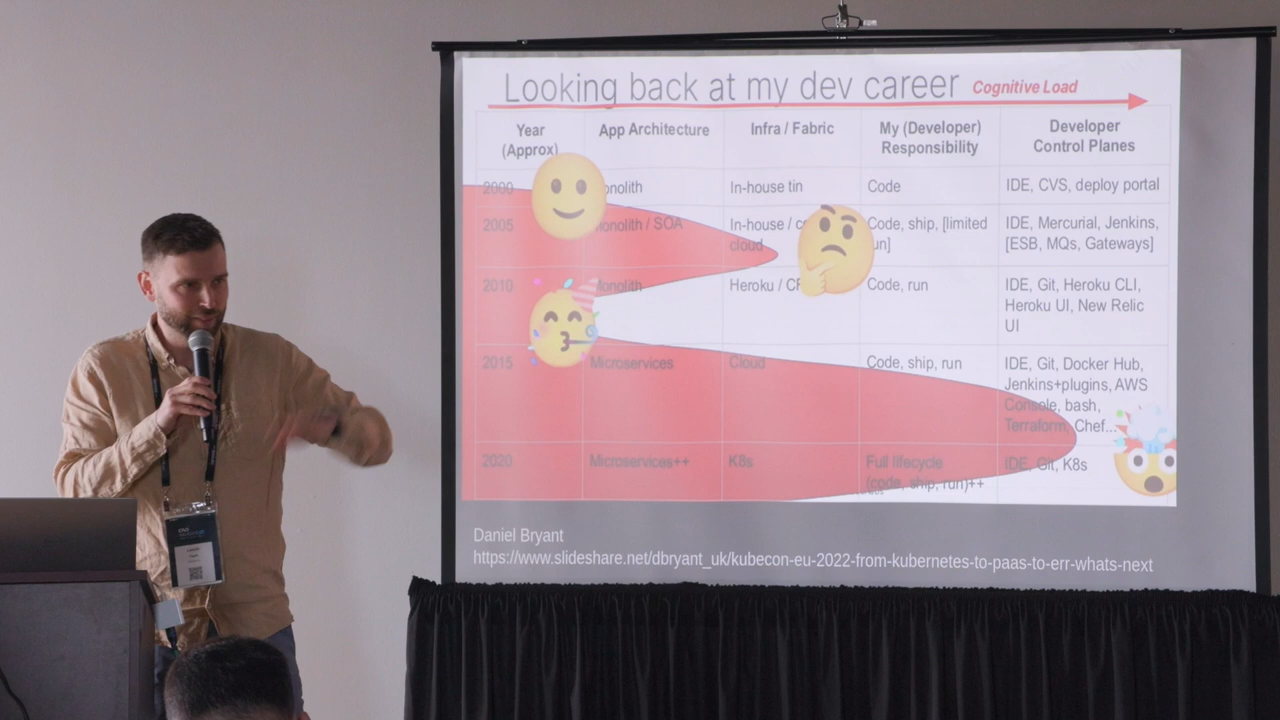 Looking back at my dev career
Cognitive Load
Year
(Approx)
App Architecture
Infra / Fabric
My (Developer)
Responsibility
Developer
Control Planes
2000
onolith
In-house tin
Code
IDE, CVS, deploy portal
2005
onolith / SOA
In-house / c
cloud
Code, ship, [limited
un]
IDE, Mercurial, Jenkins,
[ESB, MQs, Gateways]
2010
onolith
Heroku / CF
Code, run
IDE, Git, Heroku CLI,
Heroku UI, New Relic
UI
2015
Microservices
Cloud
Code, ship, run
IDE, Git, Docker Hub,
Jenkins+plugins, AWS
Console, bash,
Terraform, Chef...
2020
Microservices++
K8s
Full lifecycle
(code, ship, run)++
IDE, Git, K8s
Daniel Bryant
https://www.slideshare.net/dbryant_uk/kubecon-eu-2022-from-kubernetes-to-paas-to-err-whats-next